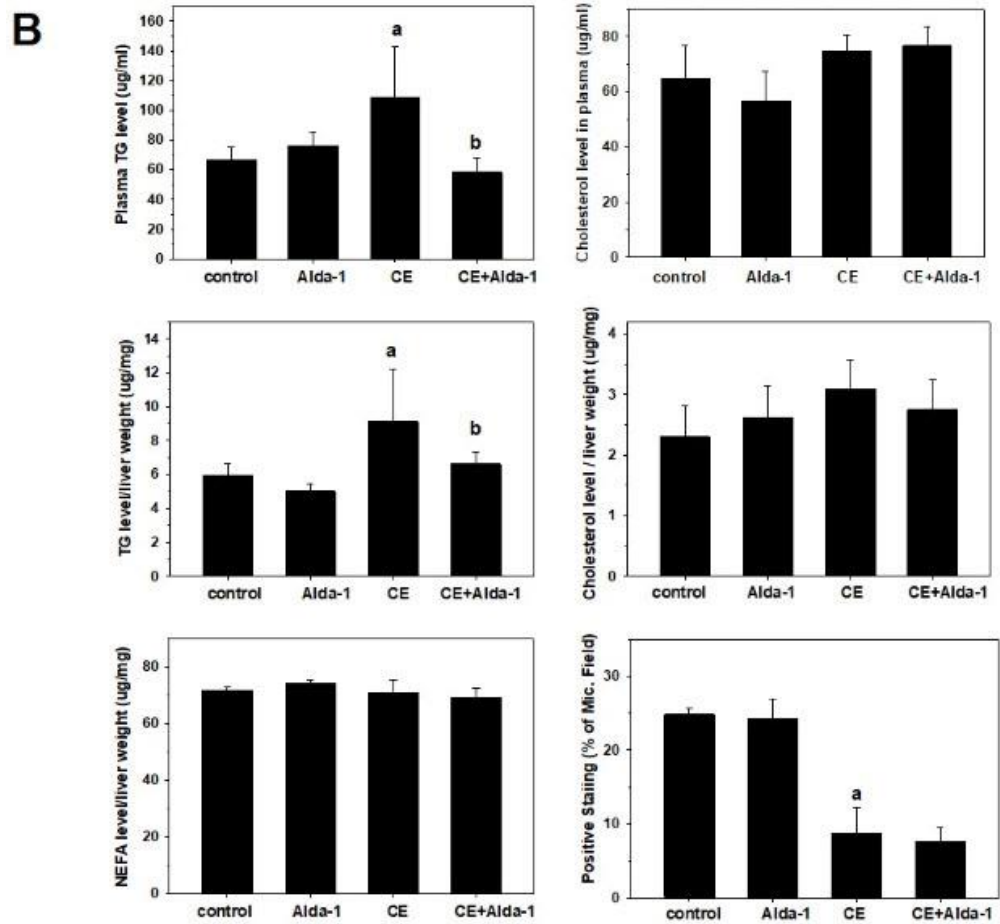 B
Plasma TG level (ug/ml)
160
140
120
100
80
60
40
20
0
a
b
control Alda-1 CE CE+Alda-1
Cholesterol level in plasma (ug/ml)
80
60
40
20
0
control Alda-1 CE CE+Alda-1
TG level/liver weight (ug/mg)
14
12
10
8
6
4
2
0
a
b
control Alda-1 CE CE+Alda-1
Cholesterol level / liver weight (ug/mg)
4
3
2
1
0
control Alda-1 CE CE+Alda-1
NEFA level/liver weight (ug/mg)
80
60
40
20
0
control Alda-1 CE CE+Alda-1
Positive Staiing (% of Mic. Field)
30
20
10
0
a
control Alda-1 CE CE+Alda-1